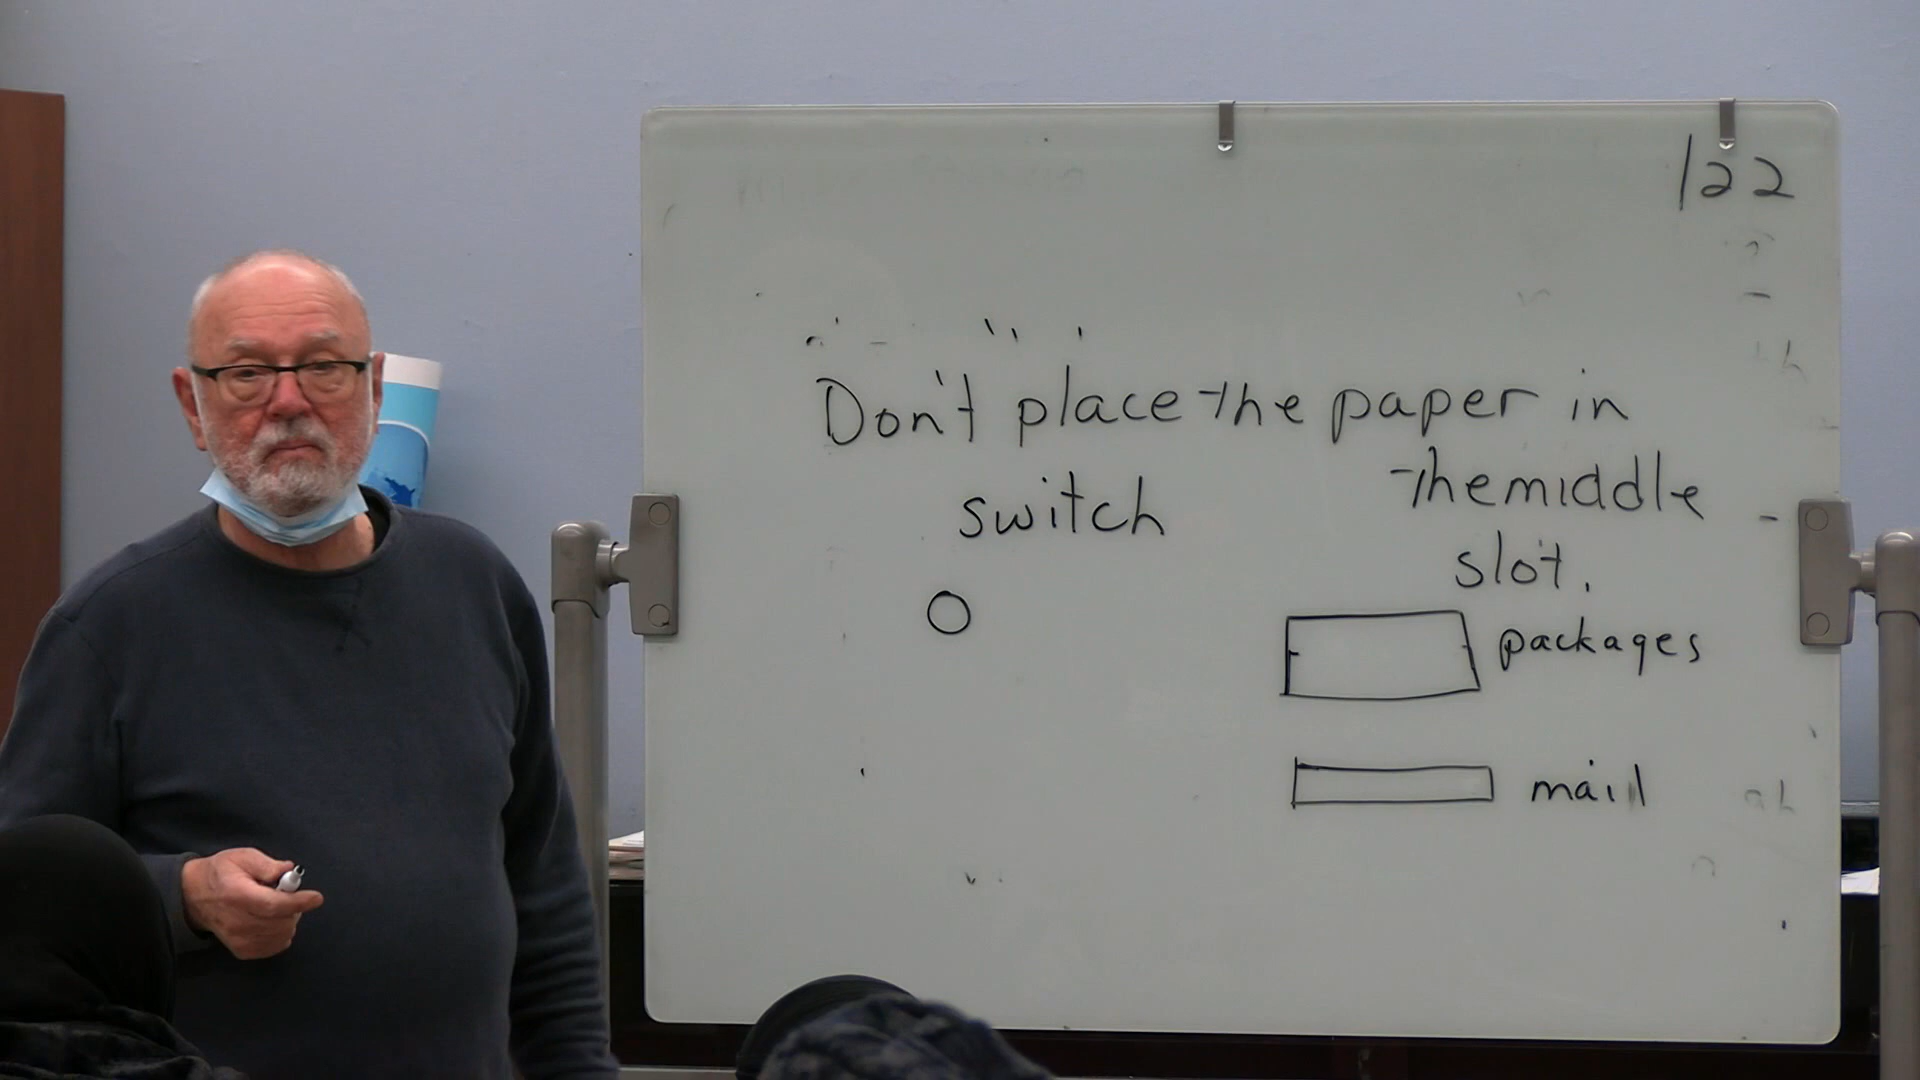 122
Don't place the paper in
the middle
switch
slot.
packages
mail